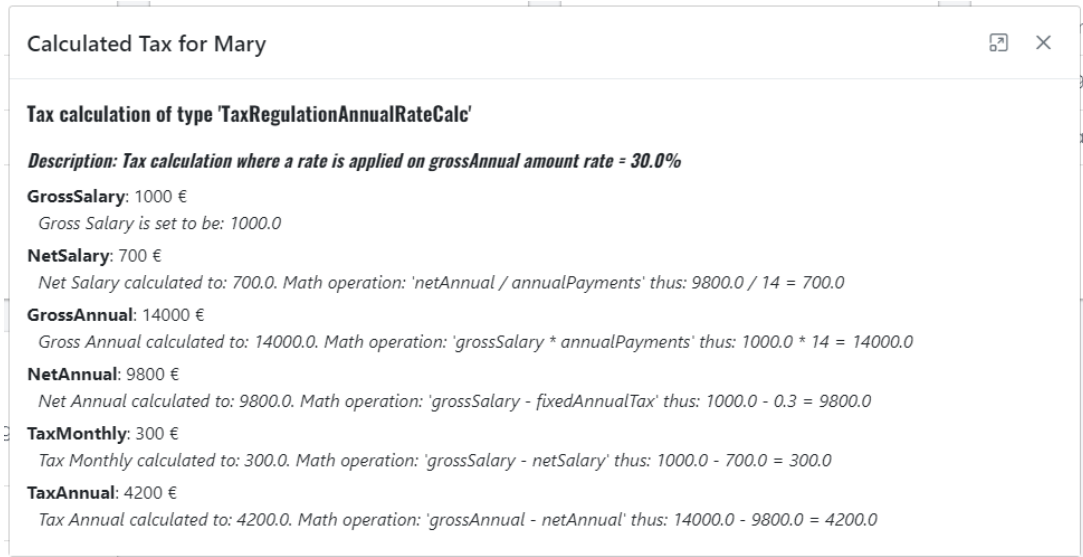 Calculated Tax for Mary
Tax calculation of type 'TaxRegulationAnnualRateCalc'
Description: Tax calculation where a rate is applied on grossAnnual amount rate = 30.0%
GrossSalary: 1000 €
Gross Salary is set to be: 1000.0
NetSalary: 700 €
Net Salary calculated to: 700.0. Math operation: 'netAnnual / annualPayments' thus: 9800.0 / 14 = 700.0
GrossAnnual: 14000 €
Gross Annual calculated to: 14000.0. Math operation: 'grossSalary * annualPayments' thus: 1000.0 * 14 = 14000.0
NetAnnual: 9800 €
Net Annual calculated to: 9800.0. Math operation: 'grossSalary - fixedAnnualTax' thus: 1000.0 - 0.3 = 9800.0
TaxMonthly: 300 €
Tax Monthly calculated to: 300.0. Math operation: 'grossSalary - netSalary' thus: 1000.0 - 700.0 = 300.0
TaxAnnual: 4200 €
Tax Annual calculated to: 4200.0. Math operation: 'grossAnnual - netAnnual' thus: 14000.0 - 9800.0 = 4200.0